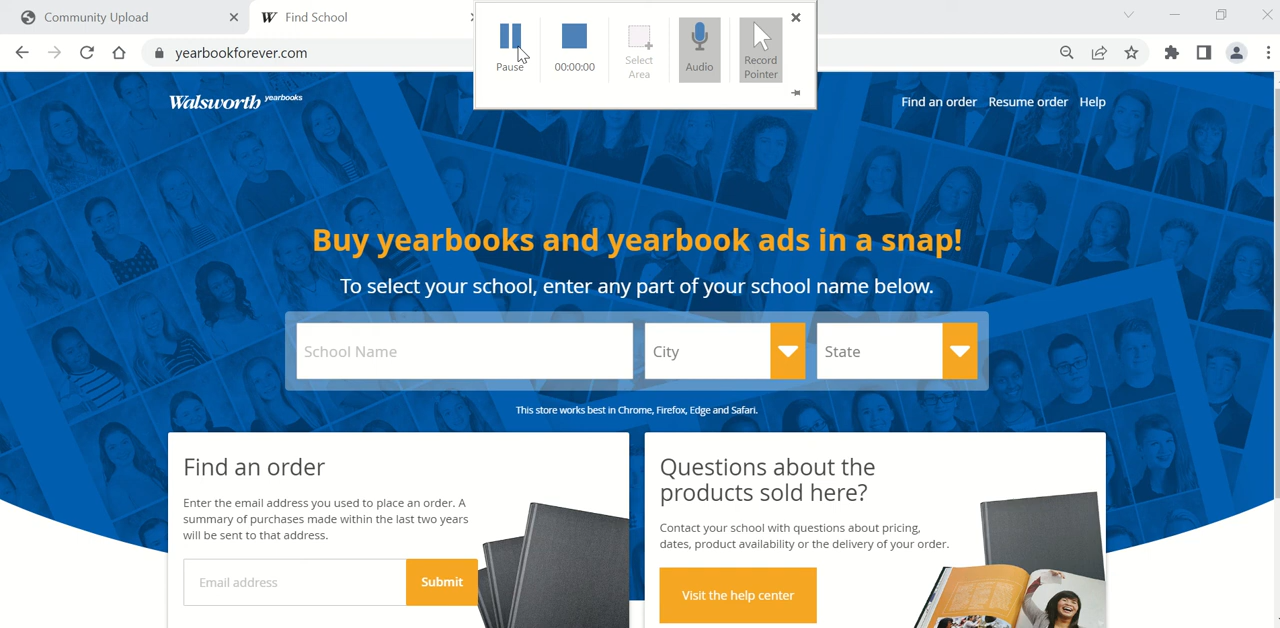 Community Upload
Find School
yearbookforever.com
Pause
00:00:00
Select
Area
Audio
Record
Pointer
Walsworth yearbooks
Find an order Resume order Help
Buy yearbooks and yearbook ads in a snap!
To select your school, enter any part of your school name below.
School Name
City
State
This store works best in Chrome, Firefox, Edge and Safari.
Find an order
Enter the email address you used to place an order. A
summary of purchases made within the last two years
will be sent to that address.
Email address
Submit
Questions about the
products sold here?
Contact your school with questions about pricing,
dates, product availability or the delivery of your order.
Visit the help center